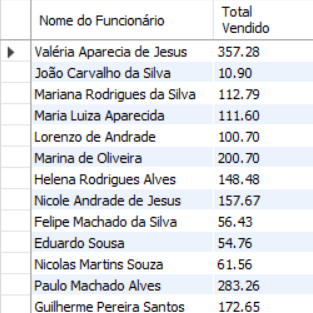 Nome do Funcionário Total Vendido
Valéria Aparecia de Jesus 357.28
João Carvalho da Silva 10.90
Mariana Rodrigues da Silva 112.79
Maria Luiza Aparecida 111.60
Lorenzo de Andrade 100.70
Marina de Oliveira 200.70
Helena Rodrigues Alves 148.48
Nicole Andrade de Jesus 157.67
Felipe Machado da Silva 56.43
Eduardo Sousa 54.76
Nicolas Martins Souza 61.56
Paulo Machado Alves 283.26
Guilherme Pereira Santos 172.65